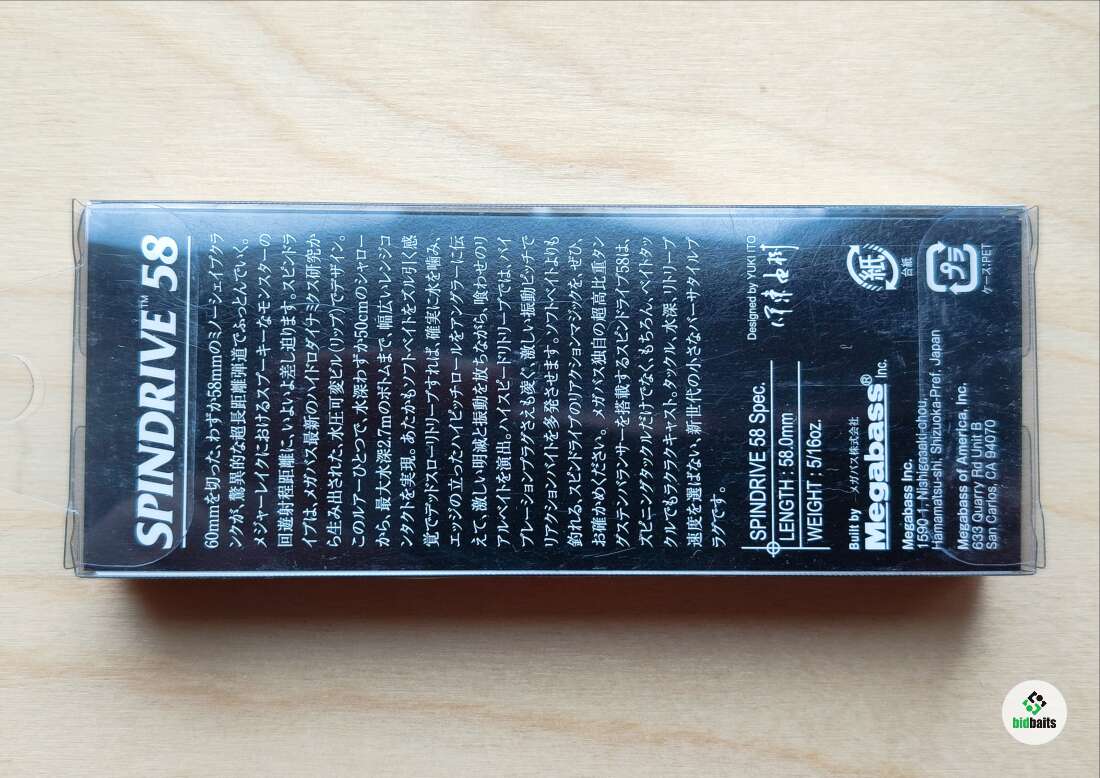 SPINDRIVE™ 58
60mmを切った、わずか58mmのミノーシェイプクラ
ンクが、驚異的な超長距離弾道でふっとんでいく。
メジャーレイクにおけるスプーキーなモンスターの
回遊射程距離に、いよいよ差し迫ります。スピンドラ
イブは、メガバス最新のハイドロダイナミクス研究か
ら生み出された、水圧可変ビル(リップ)でデザイン。
このルアーひとつで、水深わずか50cmのシャロー
から、最大水深2.7mのボトムまで、幅広いレンジコ
ンタクトを実現。あたかもソフトベイトをズル引く感
覚でデッドスローリトリーブすれば、確実に水を噛み、
エッジの立ったハイピッチロールをアングラーに伝
えて、激しい明滅と振動を放ちながら、喰わせのリ
アルベイトを演出。ハイスピードリトリーブでは、バイ
ブレーションプラグさえも凌ぐ、激しい振動ピッチで
リアクションバイトを多発させます。ソフトベイトよりも
釣れる、スピンドライブのリアクションマジックを、ぜひ、
お確かめください。メガバス独自の超高比重タン
グステンバランサーを搭載するスピンドライブ58は、
スピニングタックルだけでなく、もちろん、ベイトタッ
クルでもラクラクキャスト。タックル、水深、リトリーブ
速度を選ばない、新世代の小さなバーサタイルプ
ラグです。
SPINDRIVE 58 Spec.
LENGTH : 58.0mm
WEIGHT : 5/16oz.
Designed by YUKI ITO
Built by メガバス株式会社
Megabass® Inc.
Megabass Inc.
1590-1, Nishigasaki-chou,
Hamamatsu-shi, Shizuoka-Pref. Japan
Megabass of America, Inc.
633 Quarry Rd Unit B
San Carlos, CA 94070
紙
台紙
プラ
ケース:PET
bidbaits